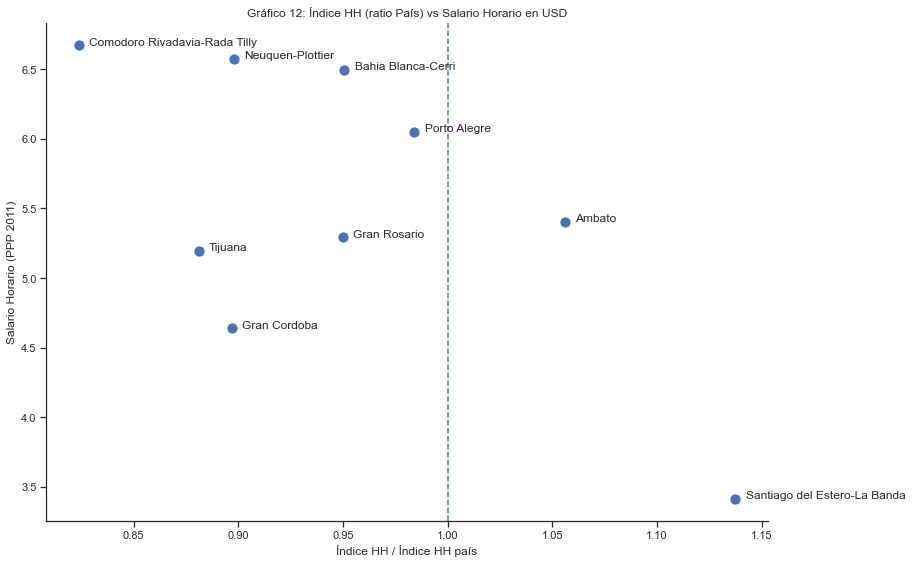 Gráfico 12: Índice HH (ratio País) vs Salario Horario en USD
Comodoro Rivadavia-Rada Tilly
Neuquen-Plottier
Bahia Blanca-Cerri
6.5
Porto Alegre
6.0
Ambato
5.5
Gran Rosario
Tijuana
5.0
Salario Horario (PPP 2011)
Gran Cordoba
4.5
4.0
3.5
Santiago del Estero-La Banda
0.85 0.90 0.95 1.00 1.05 1.10 1.15
Índice HH / Índice HH país